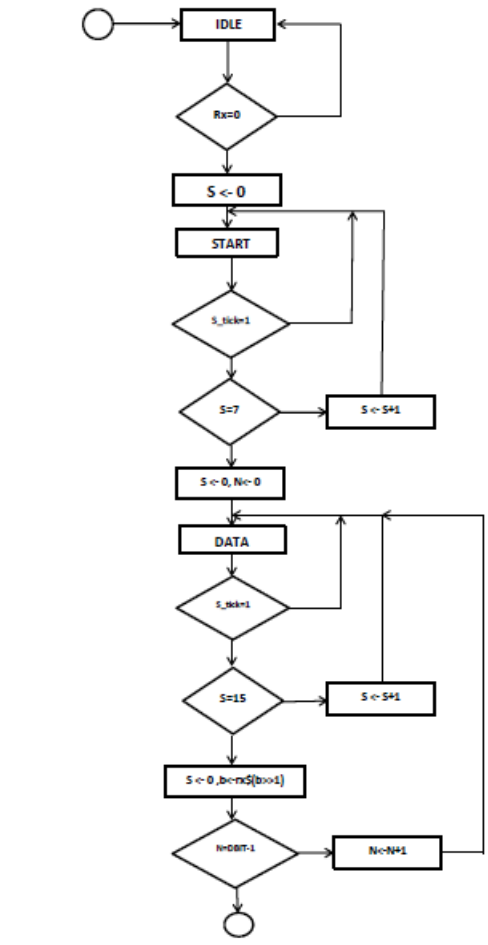 IDLE
Rx=0
S <- 0
START
S_tick=1
S=7
S <- S+1
S <- 0, N<- 0
DATA
S_tick=1
S=15
S <- S+1
S <- 0 ,b<-rx$(b>>1)
N=DBIT-1
N<-N+1